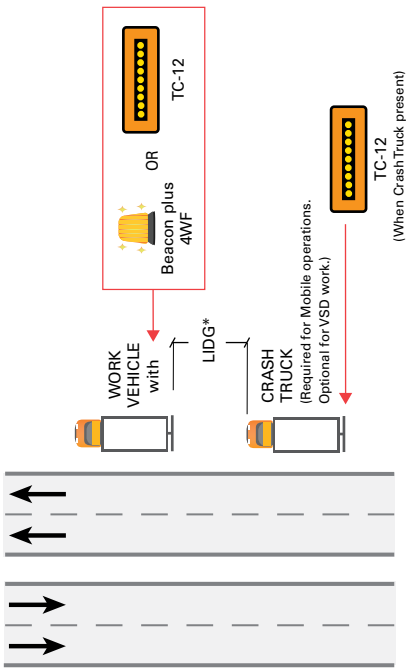 TC-12
OR
Beacon plus
4WF
WORK
VEHICLE
with
LIDG*
CRASH
TRUCK
(Required for Mobile operations.
Optional for VSD work.)
TC-12
(When Crash Truck present)